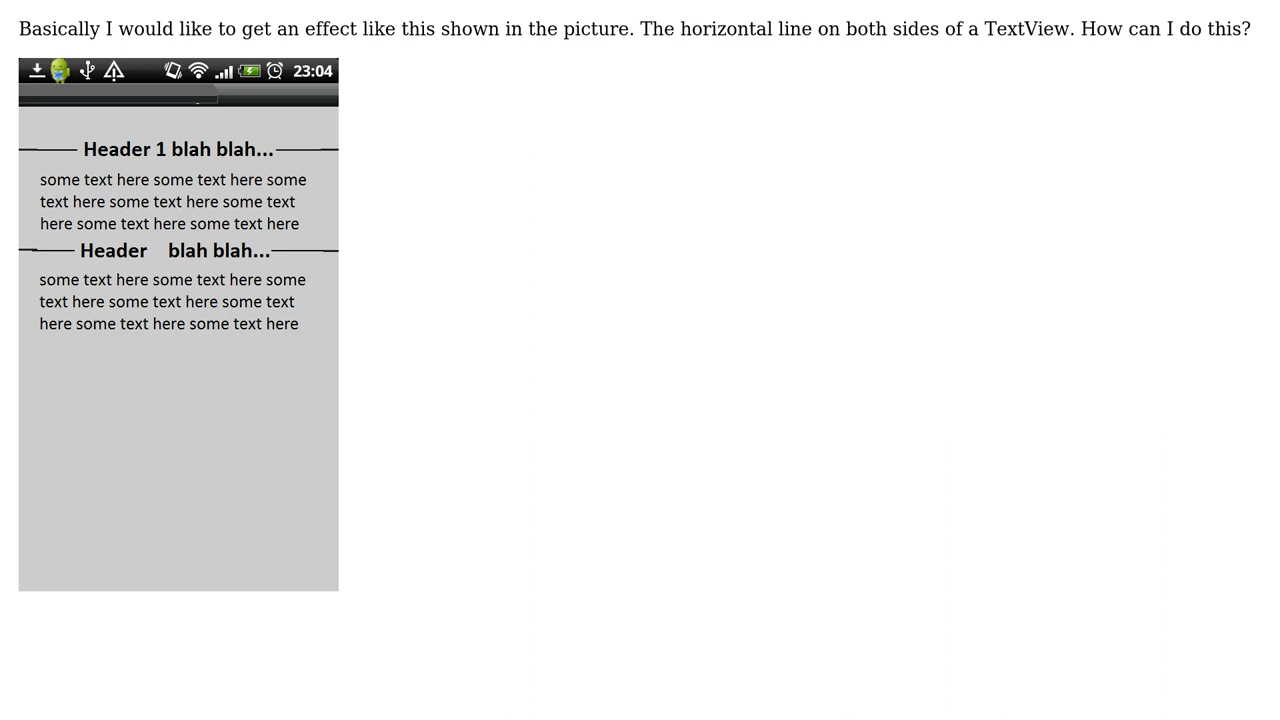 Basically I would like to get an effect like this shown in the picture. The horizontal line on both sides of a TextView. How can I do this?
23:04
Header 1 blah blah...
some text here some text here some
text here some text here some text
here some text here some text here
Header blah blah...
some text here some text here some
text here some text here some text
here some text here some text here